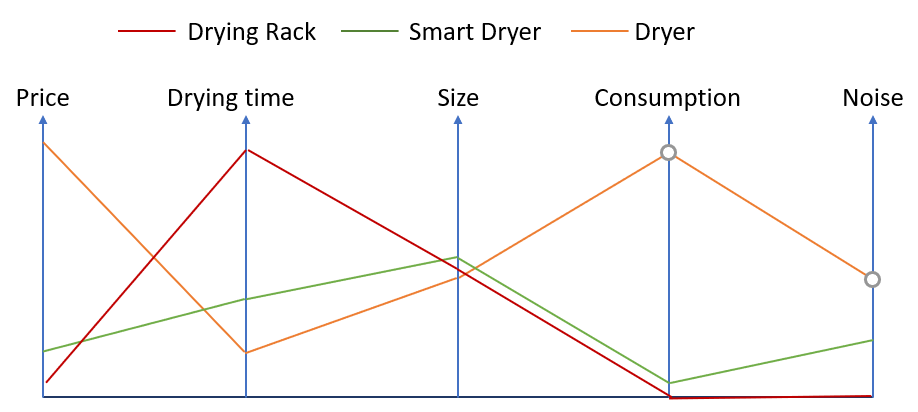 Drying Rack Smart Dryer Dryer
Price Drying time Size Consumption Noise